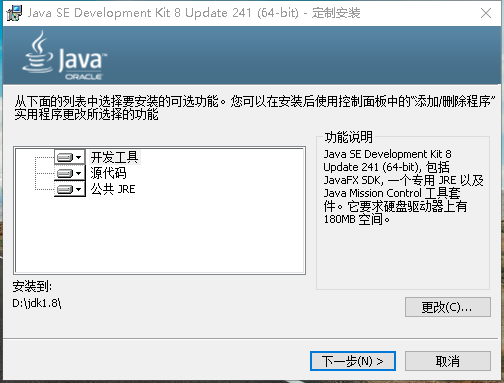 Java SE Development Kit 8 Update 241 (64-bit) - 定制安装
Java
ORACLE
从下面的列表中选择要安装的可选功能。您可以在安装后使用控制面板中的“添加/删除程序”
实用程序更改所选择的功能
开发工具
源代码
公共 JRE
功能说明
Java SE Development Kit 8
Update 241 (64-bit), 包括
JavaFX SDK, 一个专用 JRE 以及
Java Mission Control 工具套
件。它要求硬盘驱动器上有
180MB 空间。
安装到:
D:\jdk1.8\
更改(C)...
下一步(N) >
取消